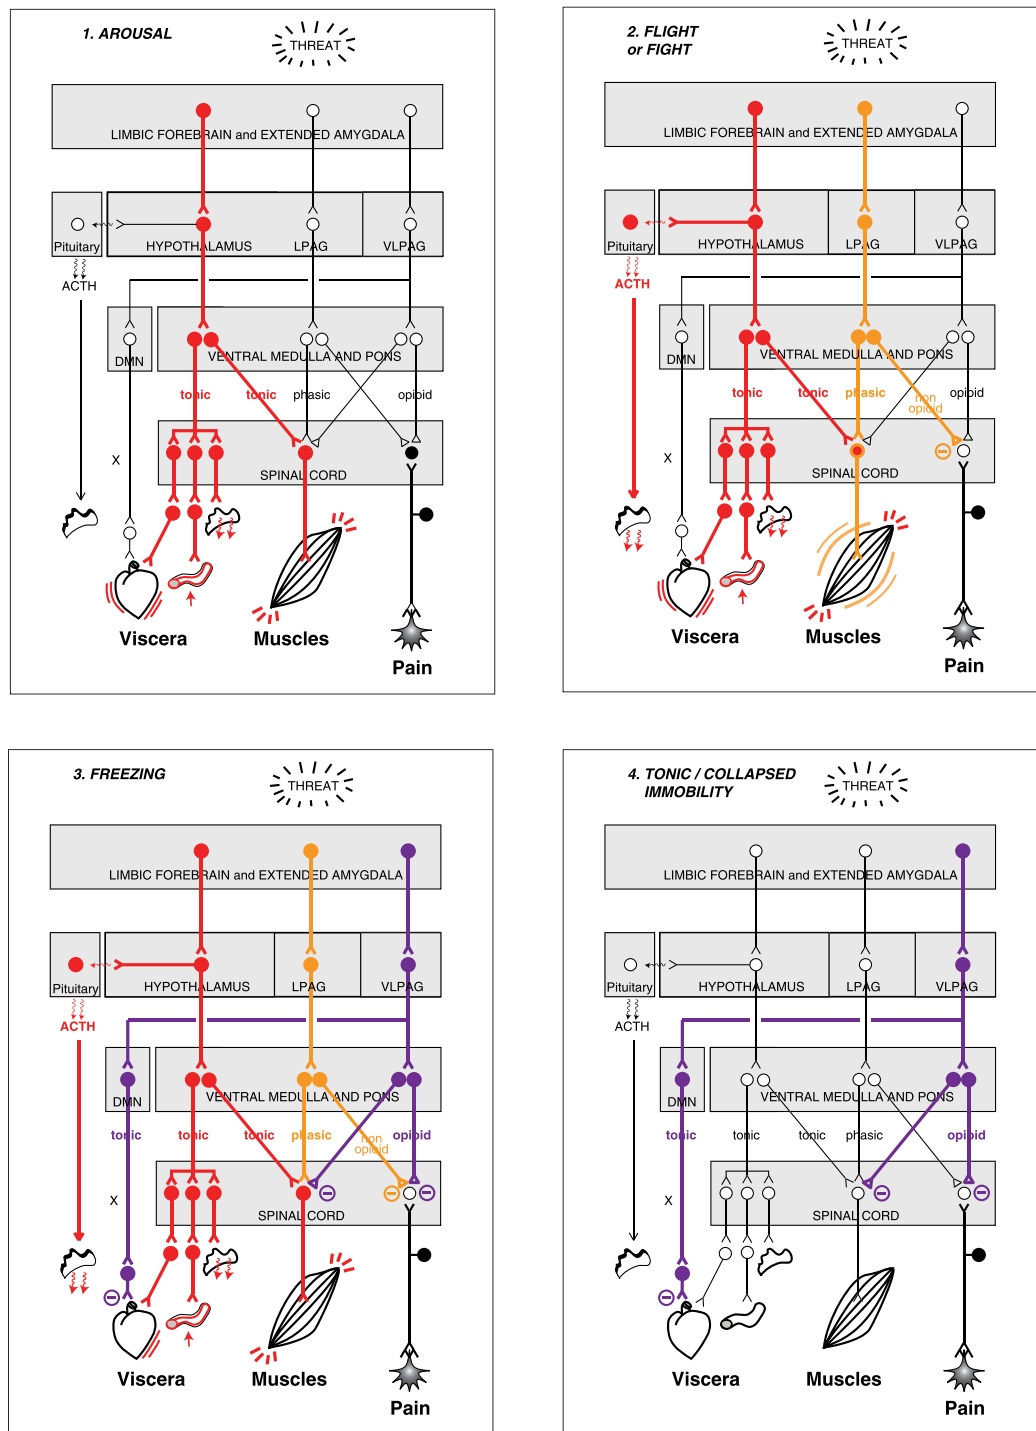 1. AROUSAL
THREAT
LIMBIC FOREBRAIN and EXTENDED AMYGDALA
Pituitary
HYPOTHALAMUS
LPAG
VLPAG
ACTH
DMN
VENTRAL MEDULLA AND PONS
tonic
tonic
phasic
opioid
X
SPINAL CORD
Viscera
Muscles
Pain
2. FLIGHT
or FIGHT
THREAT
LIMBIC FOREBRAIN and EXTENDED AMYGDALA
Pituitary
HYPOTHALAMUS
LPAG
VLPAG
ACTH
DMN
VENTRAL MEDULLA AND PONS
tonic
tonic
phasic
non
opioid
opioid
X
SPINAL CORD
Viscera
Muscles
Pain
3. FREEZING
THREAT
LIMBIC FOREBRAIN and EXTENDED AMYGDALA
Pituitary
HYPOTHALAMUS
LPAG
VLPAG
ACTH
DMN
VENTRAL MEDULLA AND PONS
tonic
tonic
tonic
phasic
non
opioid
opioid
X
SPINAL CORD
Viscera
Muscles
Pain
4. TONIC / COLLAPSED
IMMOBILITY
THREAT
LIMBIC FOREBRAIN and EXTENDED AMYGDALA
Pituitary
HYPOTHALAMUS
LPAG
VLPAG
ACTH
DMN
VENTRAL MEDULLA AND PONS
tonic
tonic
tonic
phasic
opioid
X
SPINAL CORD
Viscera
Muscles
Pain